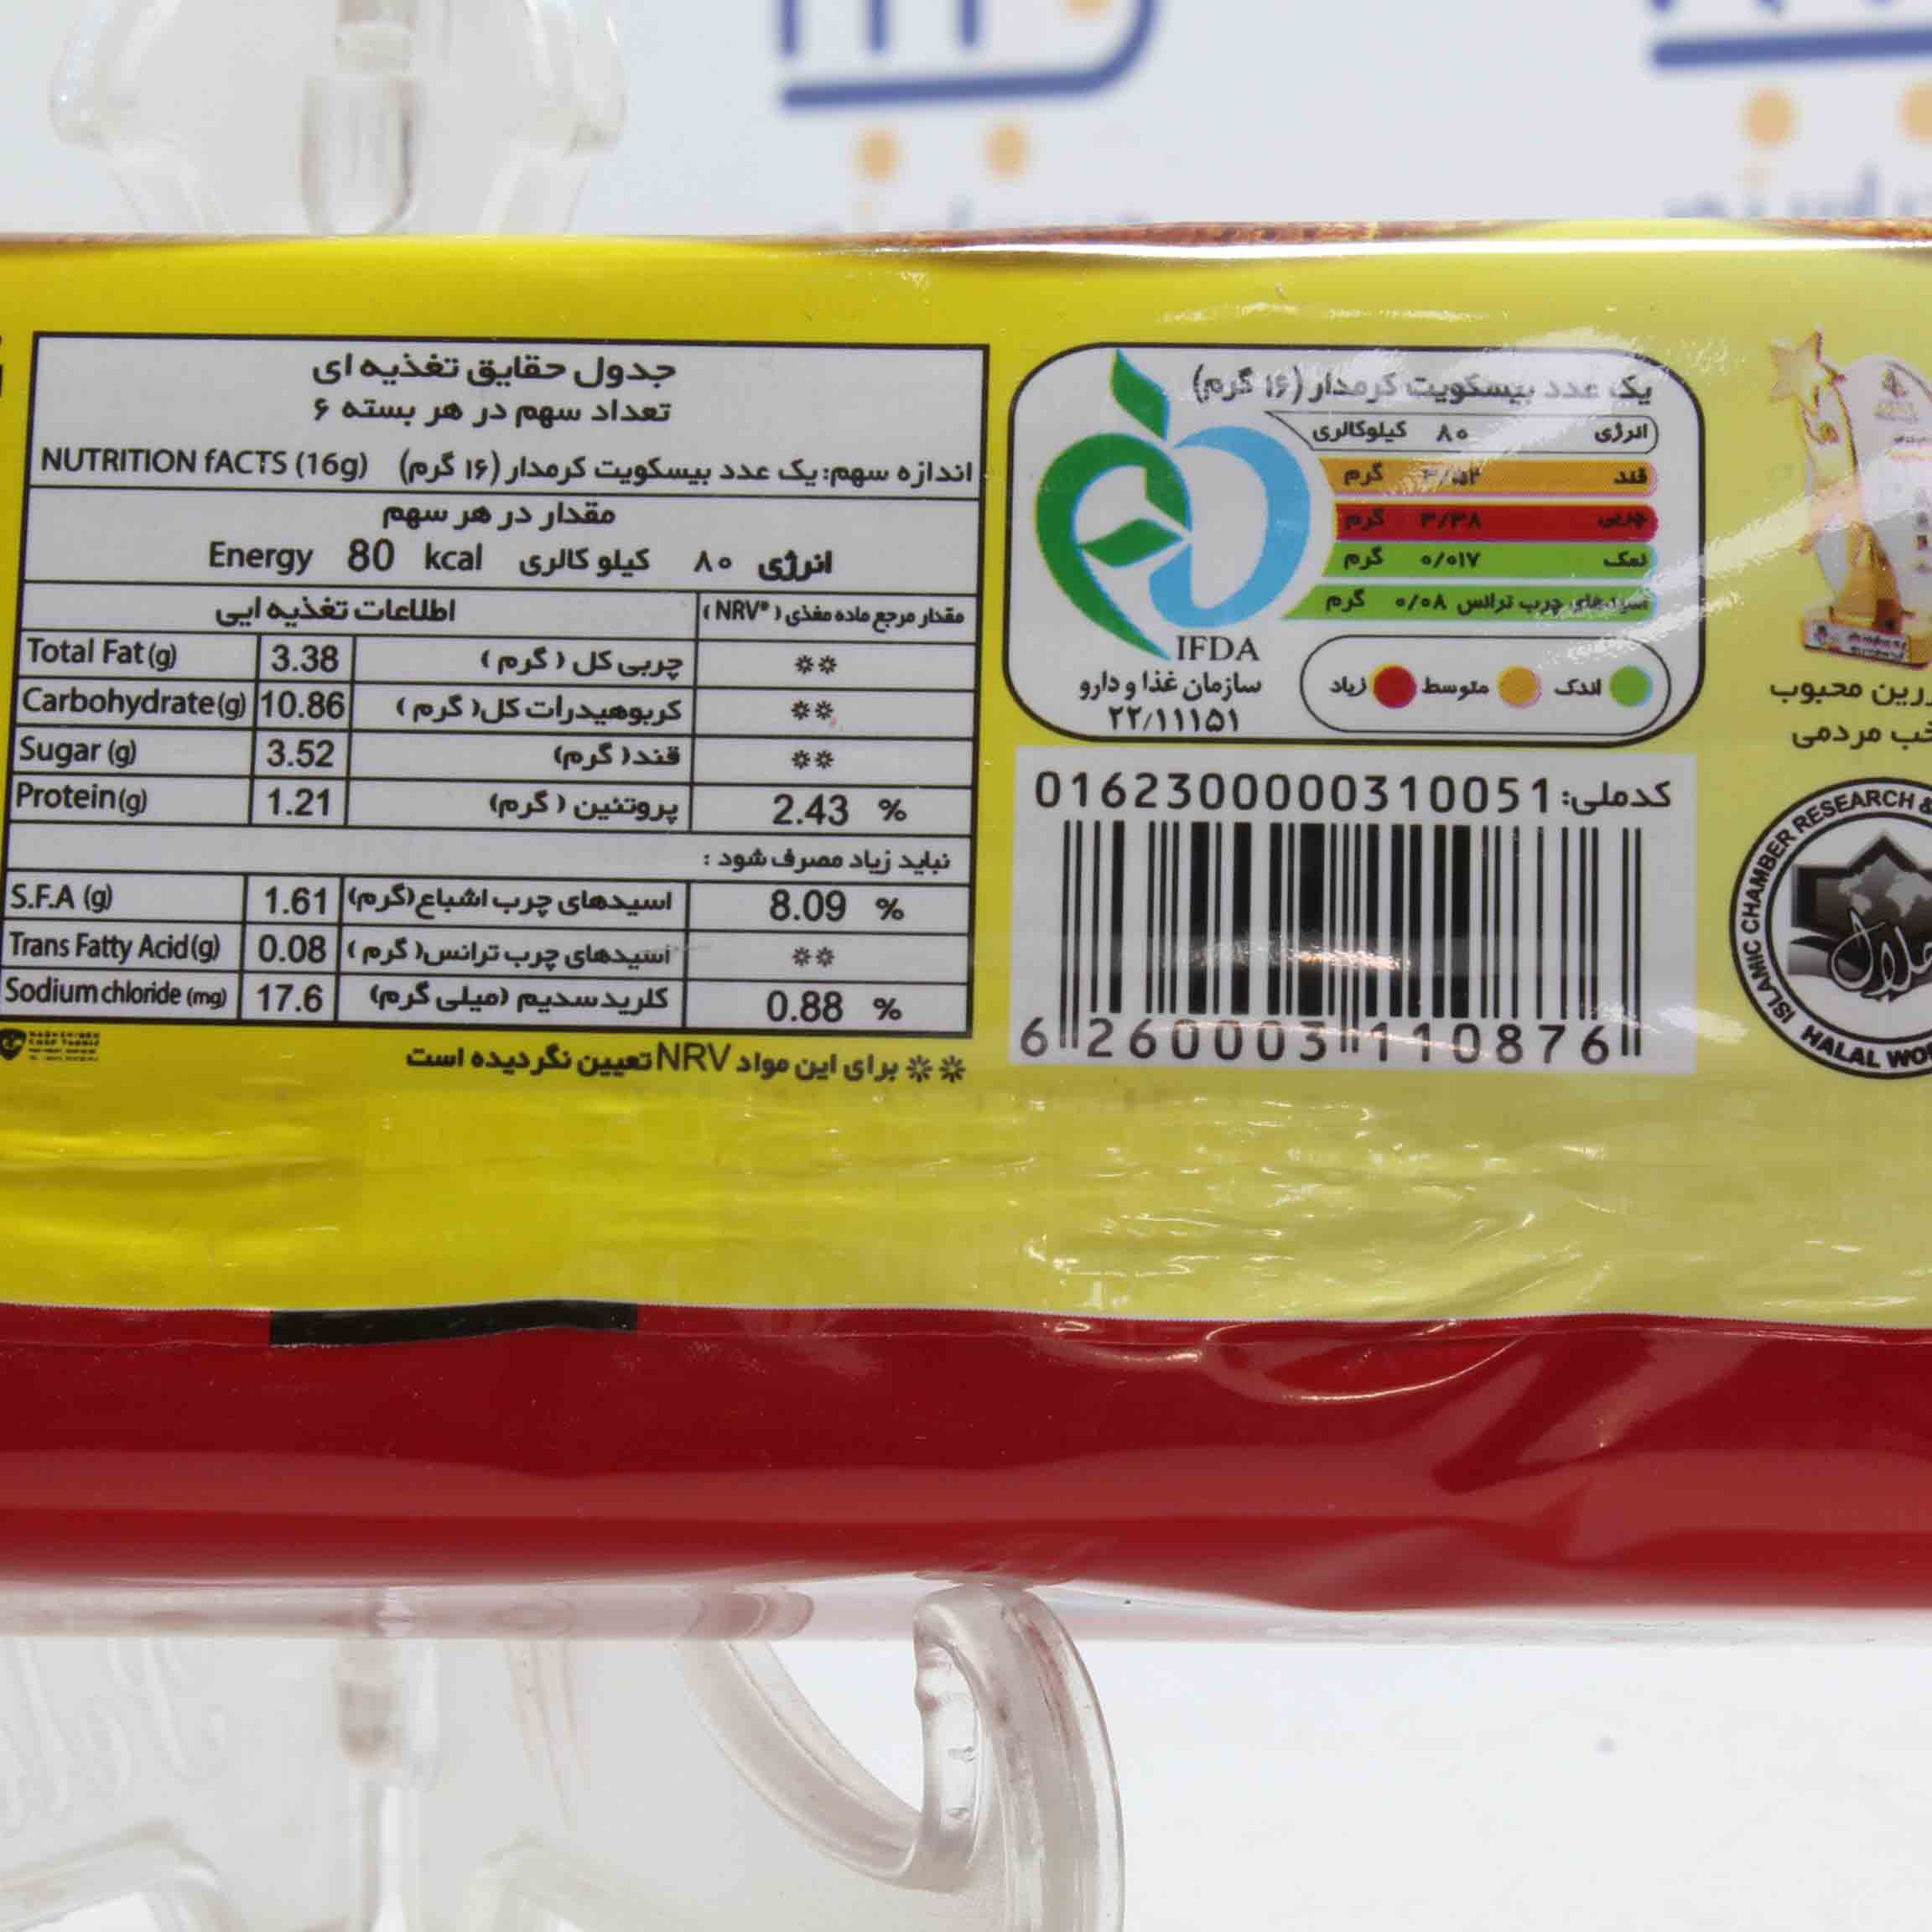 جدول حقایق تغذیه ای
تعداد سهم در هر بسته ۶
NUTRITION fACTS (16g) اندازه سهم: یک عدد بیسکویت کرمدار (۱۶ گرم)
مقدار در هر سهم
Energy 80 kcal انرژی ۸۰ کیلو کالری
اطلاعات تغذیه ایی مقدار مرجع ماده مغذی (NRV*)
Total Fat (g) 3.38 چربی کل (گرم) **
Carbohydrate (g) 10.86 کربوهیدرات کل (گرم) **
Sugar (g) 3.52 قند (گرم) **
Protein (g) 1.21 پروتئین (گرم) 2.43 %
نباید زیاد مصرف شود :
S.F.A (g) 1.61 اسیدهای چرب اشباع (گرم) 8.09 %
Trans Fatty Acid (g) 0.08 اسیدهای چرب ترانس (گرم) **
Sodium chloride (mg) 17.6 کلرید سدیم (میلی گرم) 0.88 %
** برای این مواد NRV تعیین نگردیده است
یک عدد بیسکویت کرمدار (۱۶ گرم)
انرژی ۸۰ کیلوکالری
قند ۳/۵۲ گرم
چربی ۳/۳۸ گرم
نمک ۰/۰۱۷ گرم
اسیدهای چرب ترانس ۰/۰۸ گرم
اندک متوسط زیاد
IFDA
سازمان غذا و دارو
۲۲/۱۱۱۵۱
کدملی: 0162300000310051
6 260003 110876
محبوب
مردمی
ISLAMIC CHAMBER RESEARCH &
حلال
HALAL